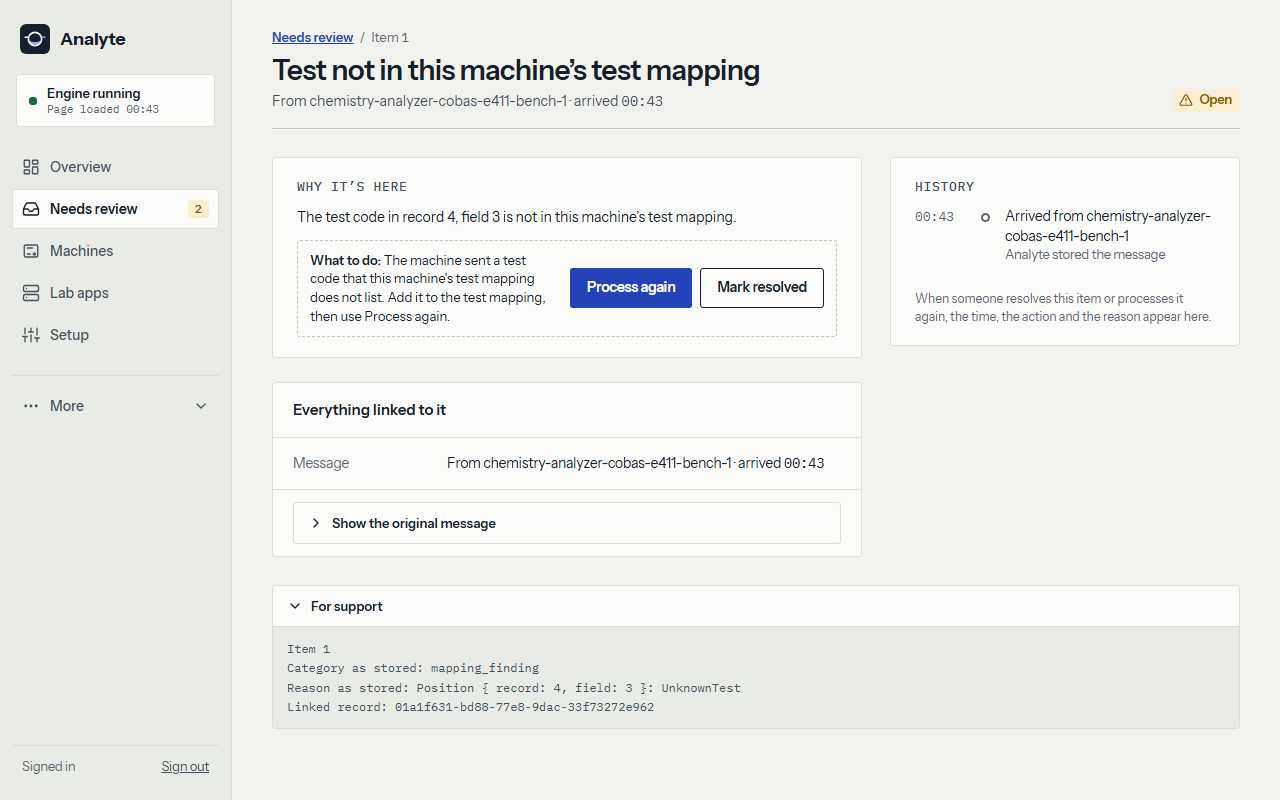 Analyte
Engine running
Page loaded 00:43
Overview
Needs review 2
Machines
Lab apps
Setup
More
Signed in Sign out
Needs review / Item 1
Test not in this machine’s test mapping
From chemistry-analyzer-cobas-e411-bench-1 · arrived 00:43
Open
WHY IT’S HERE
The test code in record 4, field 3 is not in this machine’s test mapping.
What to do: The machine sent a test
code that this machine’s test mapping
does not list. Add it to the test mapping,
then use Process again.
Process again
Mark resolved
HISTORY
00:43 Arrived from chemistry-analyzer-
cobas-e411-bench-1
Analyte stored the message
When someone resolves this item or processes it
again, the time, the action and the reason appear here.
Everything linked to it
Message From chemistry-analyzer-cobas-e411-bench-1 · arrived 00:43
Show the original message
For support
Item 1
Category as stored: mapping_finding
Reason as stored: Position { record: 4, field: 3 }: UnknownTest
Linked record: 01a1f631-bd88-77e8-9dac-33f73272e962